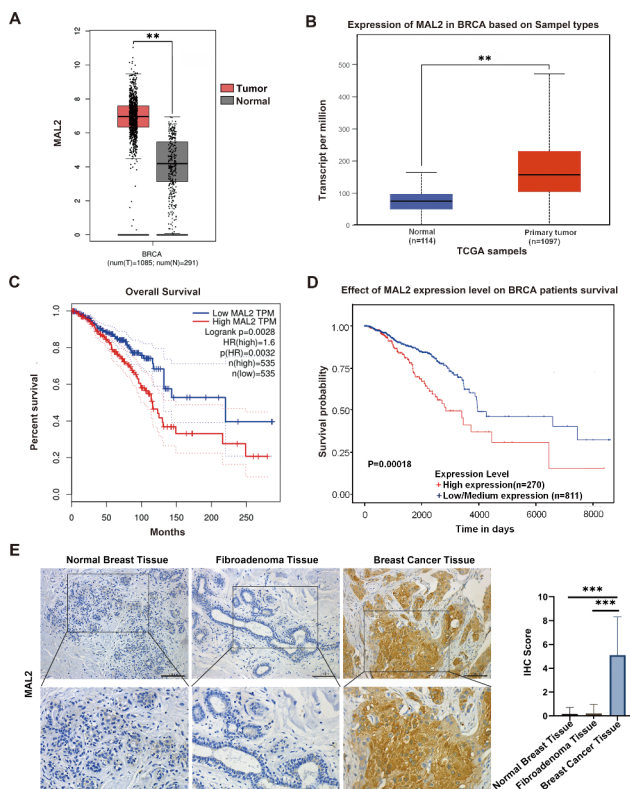 A
**
MAL2
12
10
8
6
4
2
0
Tumor
Normal
BRCA
(num(T)=1085; num(N)=291)
B
Expression of MAL2 in BRCA based on Sampel types
**
Transcript per million
500
400
300
200
100
0
Normal
(n=114)
Primary tumor
(n=1097)
TCGA sampels
C
Overall Survival
Low MAL2 TPM
High MAL2 TPM
Logrank p=0.0028
HR(high)=1.6
p(HR)=0.0032
n(high)=535
n(low)=535
Percent survival
1.0
0.8
0.6
0.4
0.2
0.0
0 50 100 150 200 250
Months
D
Effect of MAL2 expression level on BRCA patients survival
Survival probability
1.00
0.75
0.50
0.25
0.00
P=0.00018
Expression Level
+High expression(n=270)
+Low/Medium expression (n=811)
0 2000 4000 6000 8000
Time in days
E
Normal Breast Tissue Fibroadenoma Tissue Breast Cancer Tissue
MAL2
IHC Score
10
8
6
4
2
0
***
***
Normal Breast Tissue
Fibroadenoma Tissue
Breast Cancer Tissue